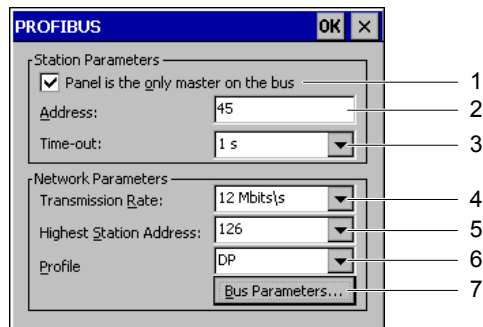 PROFIBUS OK ×
Station Parameters
Panel is the only master on the bus 1
Address: 45 2
Time-out: 1 s 3
Network Parameters
Transmission Rate: 12 Mbits\s 4
Highest Station Address: 126 5
Profile DP 6
Bus Parameters... 7